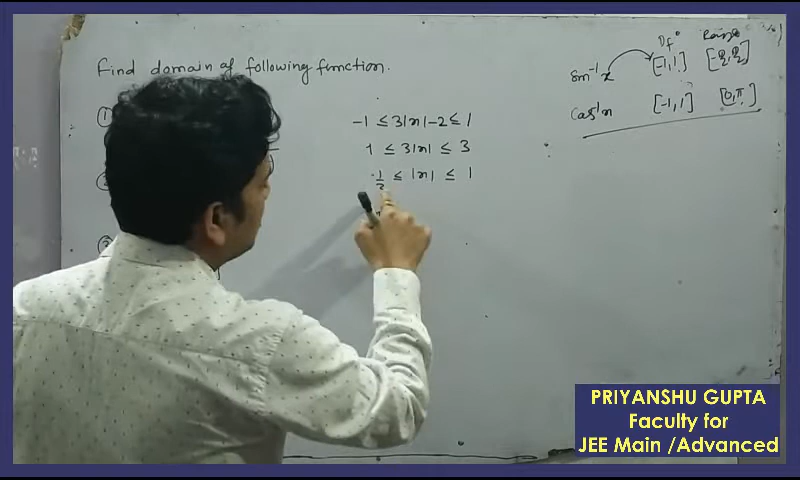 Find domain of following function.
①
-1 ≤ 3|x|-2 ≤ 1
1 ≤ 3|x| ≤ 3
1/3 ≤ |x| ≤ 1
Df Range
Sin⁻¹x [-1,1] [-π/2, π/2]
Cos⁻¹x [-1,1] [0,π]
PRIYANSHU GUPTA
Faculty for
JEE Main /Advanced